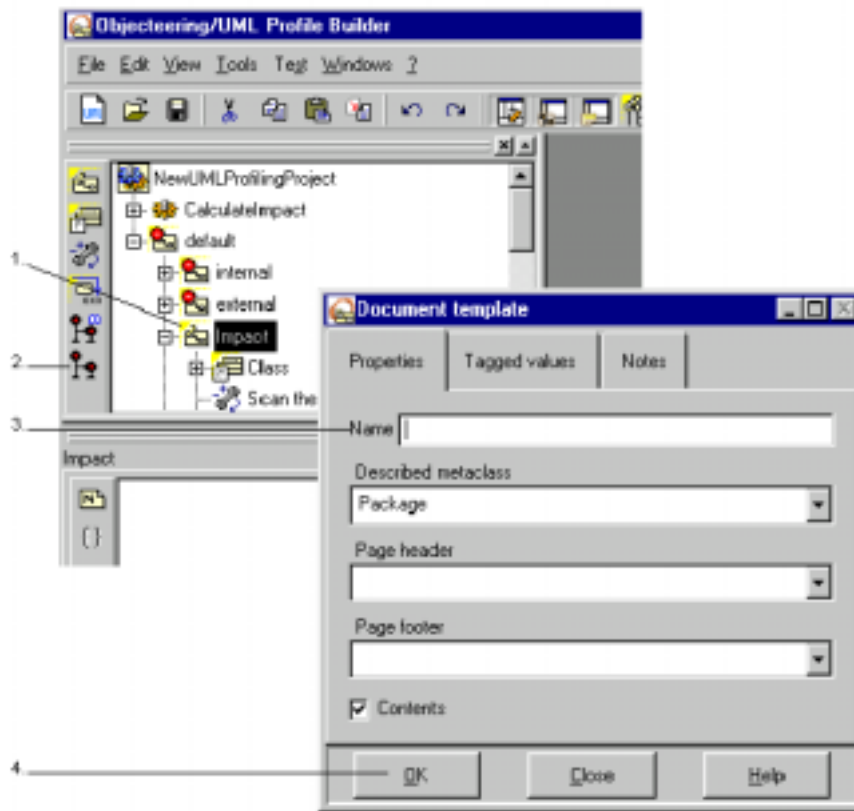 Objecteering/UML Profile Builder
File Edit View Tools Test Windows ?
NewUMLProfilingProject
CalculateImpact
default
1.
internal
external
Impact
2.
Class
Scan the
3.
Impact
Document template
Properties Tagged values Notes
Name
Described metaclass
Package
Page header
Page footer
Contents
4.
OK Close Help